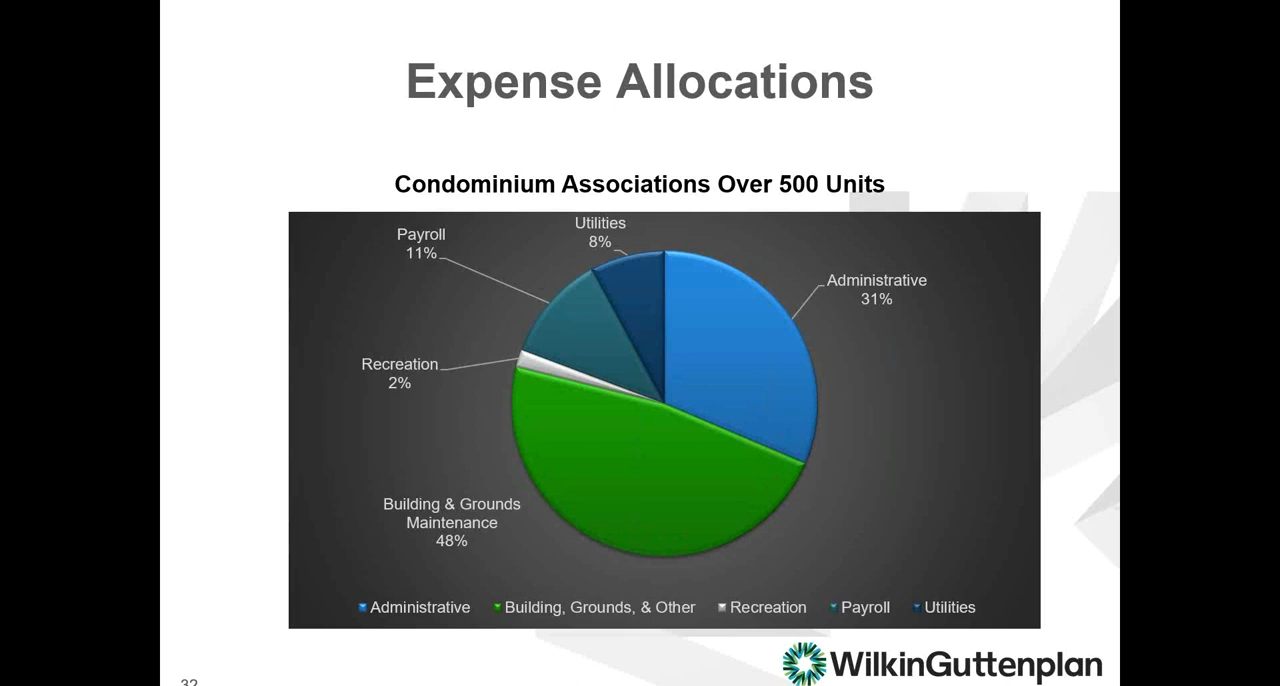 Expense Allocations
Condominium Associations Over 500 Units
Utilities
8%
Payroll
11%
Administrative
31%
Recreation
2%
Building & Grounds
Maintenance
48%
Administrative Building, Grounds, & Other Recreation Payroll Utilities
WilkinGuttenplan
32